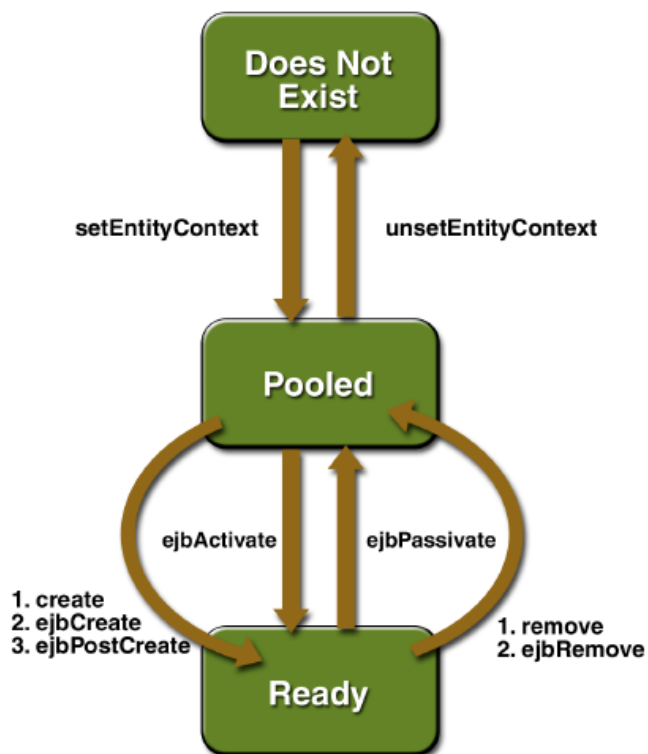 Does Not
Exist
setEntityContext
unsetEntityContext
Pooled
ejbActivate
ejbPassivate
1. create
2. ejbCreate
3. ejbPostCreate
1. remove
2. ejbRemove
Ready